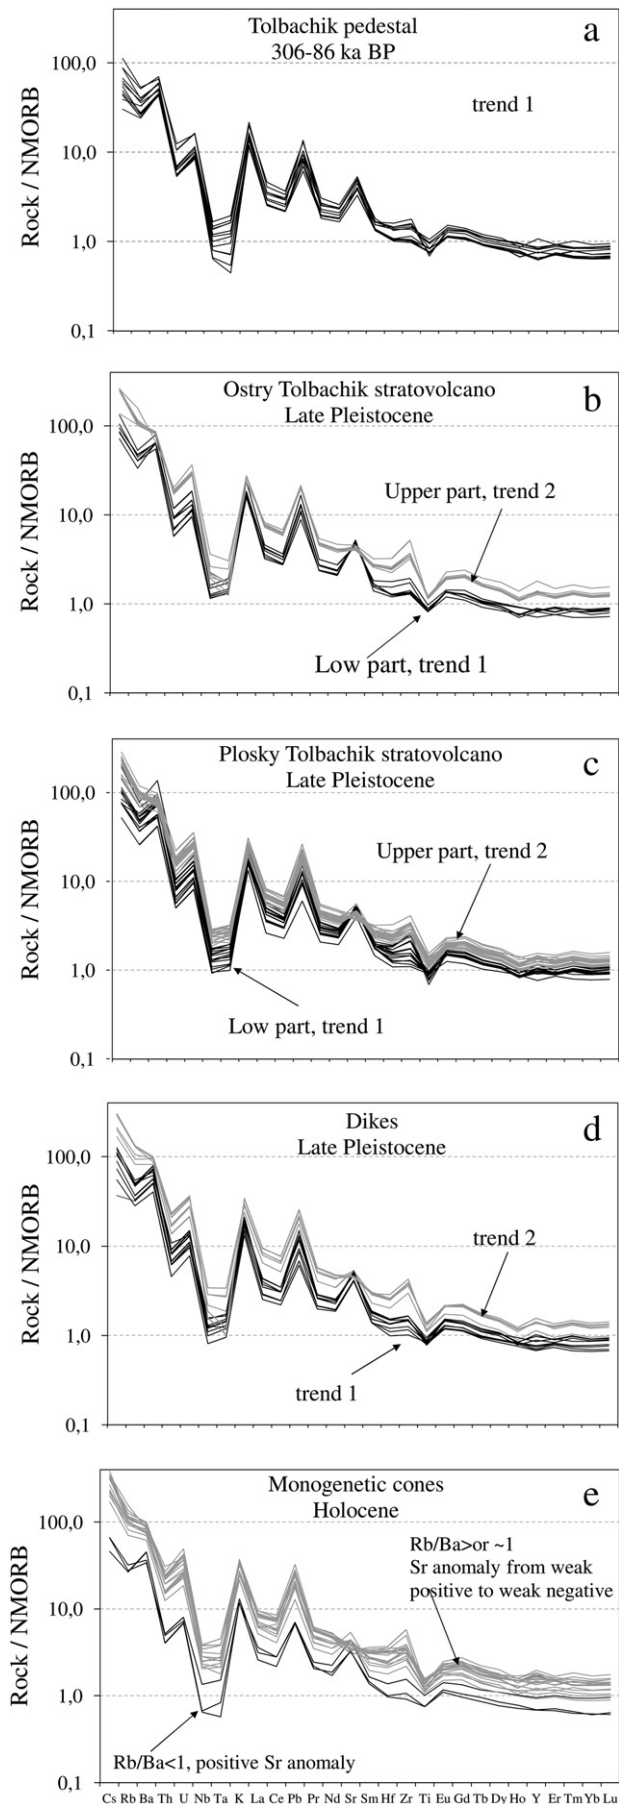 Tolbachik pedestal
306-86 ka BP
a
trend 1
Rock / NMORB
100,0
10,0
1,0
0,1
Ostry Tolbachik stratovolcano
Late Pleistocene
b
Upper part, trend 2
Low part, trend 1
Rock / NMORB
100,0
10,0
1,0
0,1
Plosky Tolbachik stratovolcano
Late Pleistocene
c
Upper part, trend 2
Low part, trend 1
Rock / NMORB
100,0
10,0
1,0
0,1
Dikes
Late Pleistocene
d
trend 2
trend 1
Rock / NMORB
100,0
10,0
1,0
0,1
Monogenetic cones
Holocene
e
Rb/Ba>or ~1
Sr anomaly from weak
positive to weak negative
Rb/Ba<1, positive Sr anomaly
Rock / NMORB
100,0
10,0
1,0
0,1
Cs Rb Ba Th U Nb Ta K La Ce Pb Pr Nd Sr Sm Hf Zr Ti Eu Gd Tb Dy Ho Y Er Tm Yb Lu